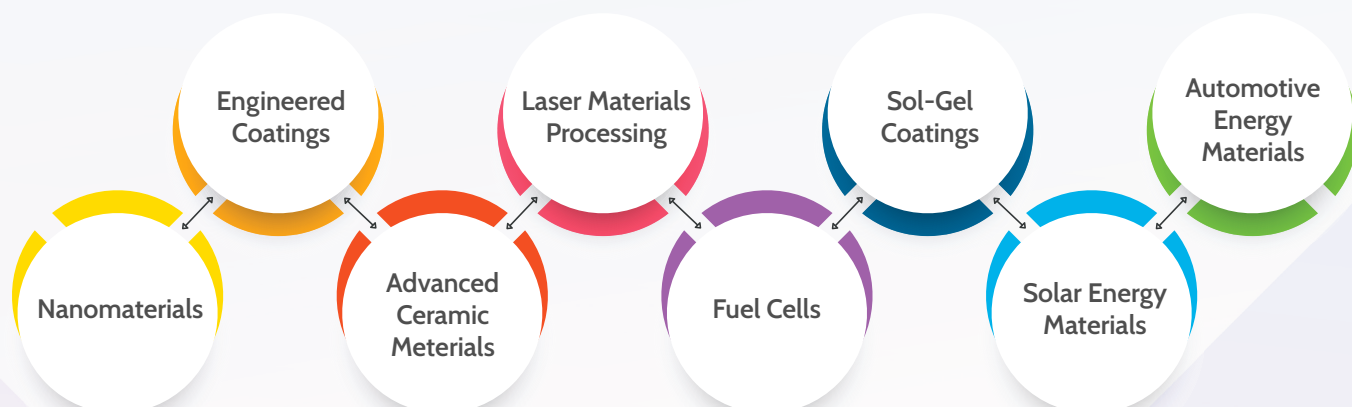 Nanomaterials
Engineered
Coatings
Advanced
Ceramic
Meterials
Laser Materials
Processing
Fuel Cells
Sol-Gel
Coatings
Solar Energy
Materials
Automotive
Energy
Materials